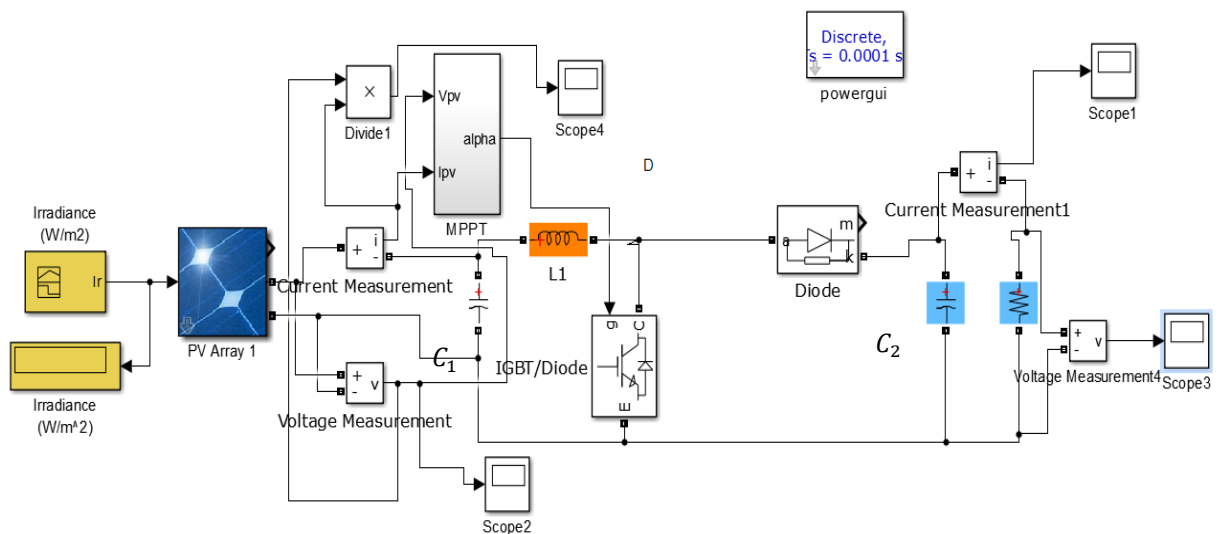 Discrete,
s = 0.0001 s
powergui
Scope1
Vpv
alpha
Ipv
MPPT
×
Divide1
Scope4
D
i
+
-
Current Measurement1
Irradiance
(W/m2)
Ir
PV Array 1
i
+
-
Current Measurement
L1
a
m
k
Diode
Irradiance
(W/m^2)
+
-
v
Voltage Measurement
C₁
g
C
E
IGBT/Diode
+
+
+
+
C₂
+
-
v
Voltage Measurement4
Scope3
Scope2